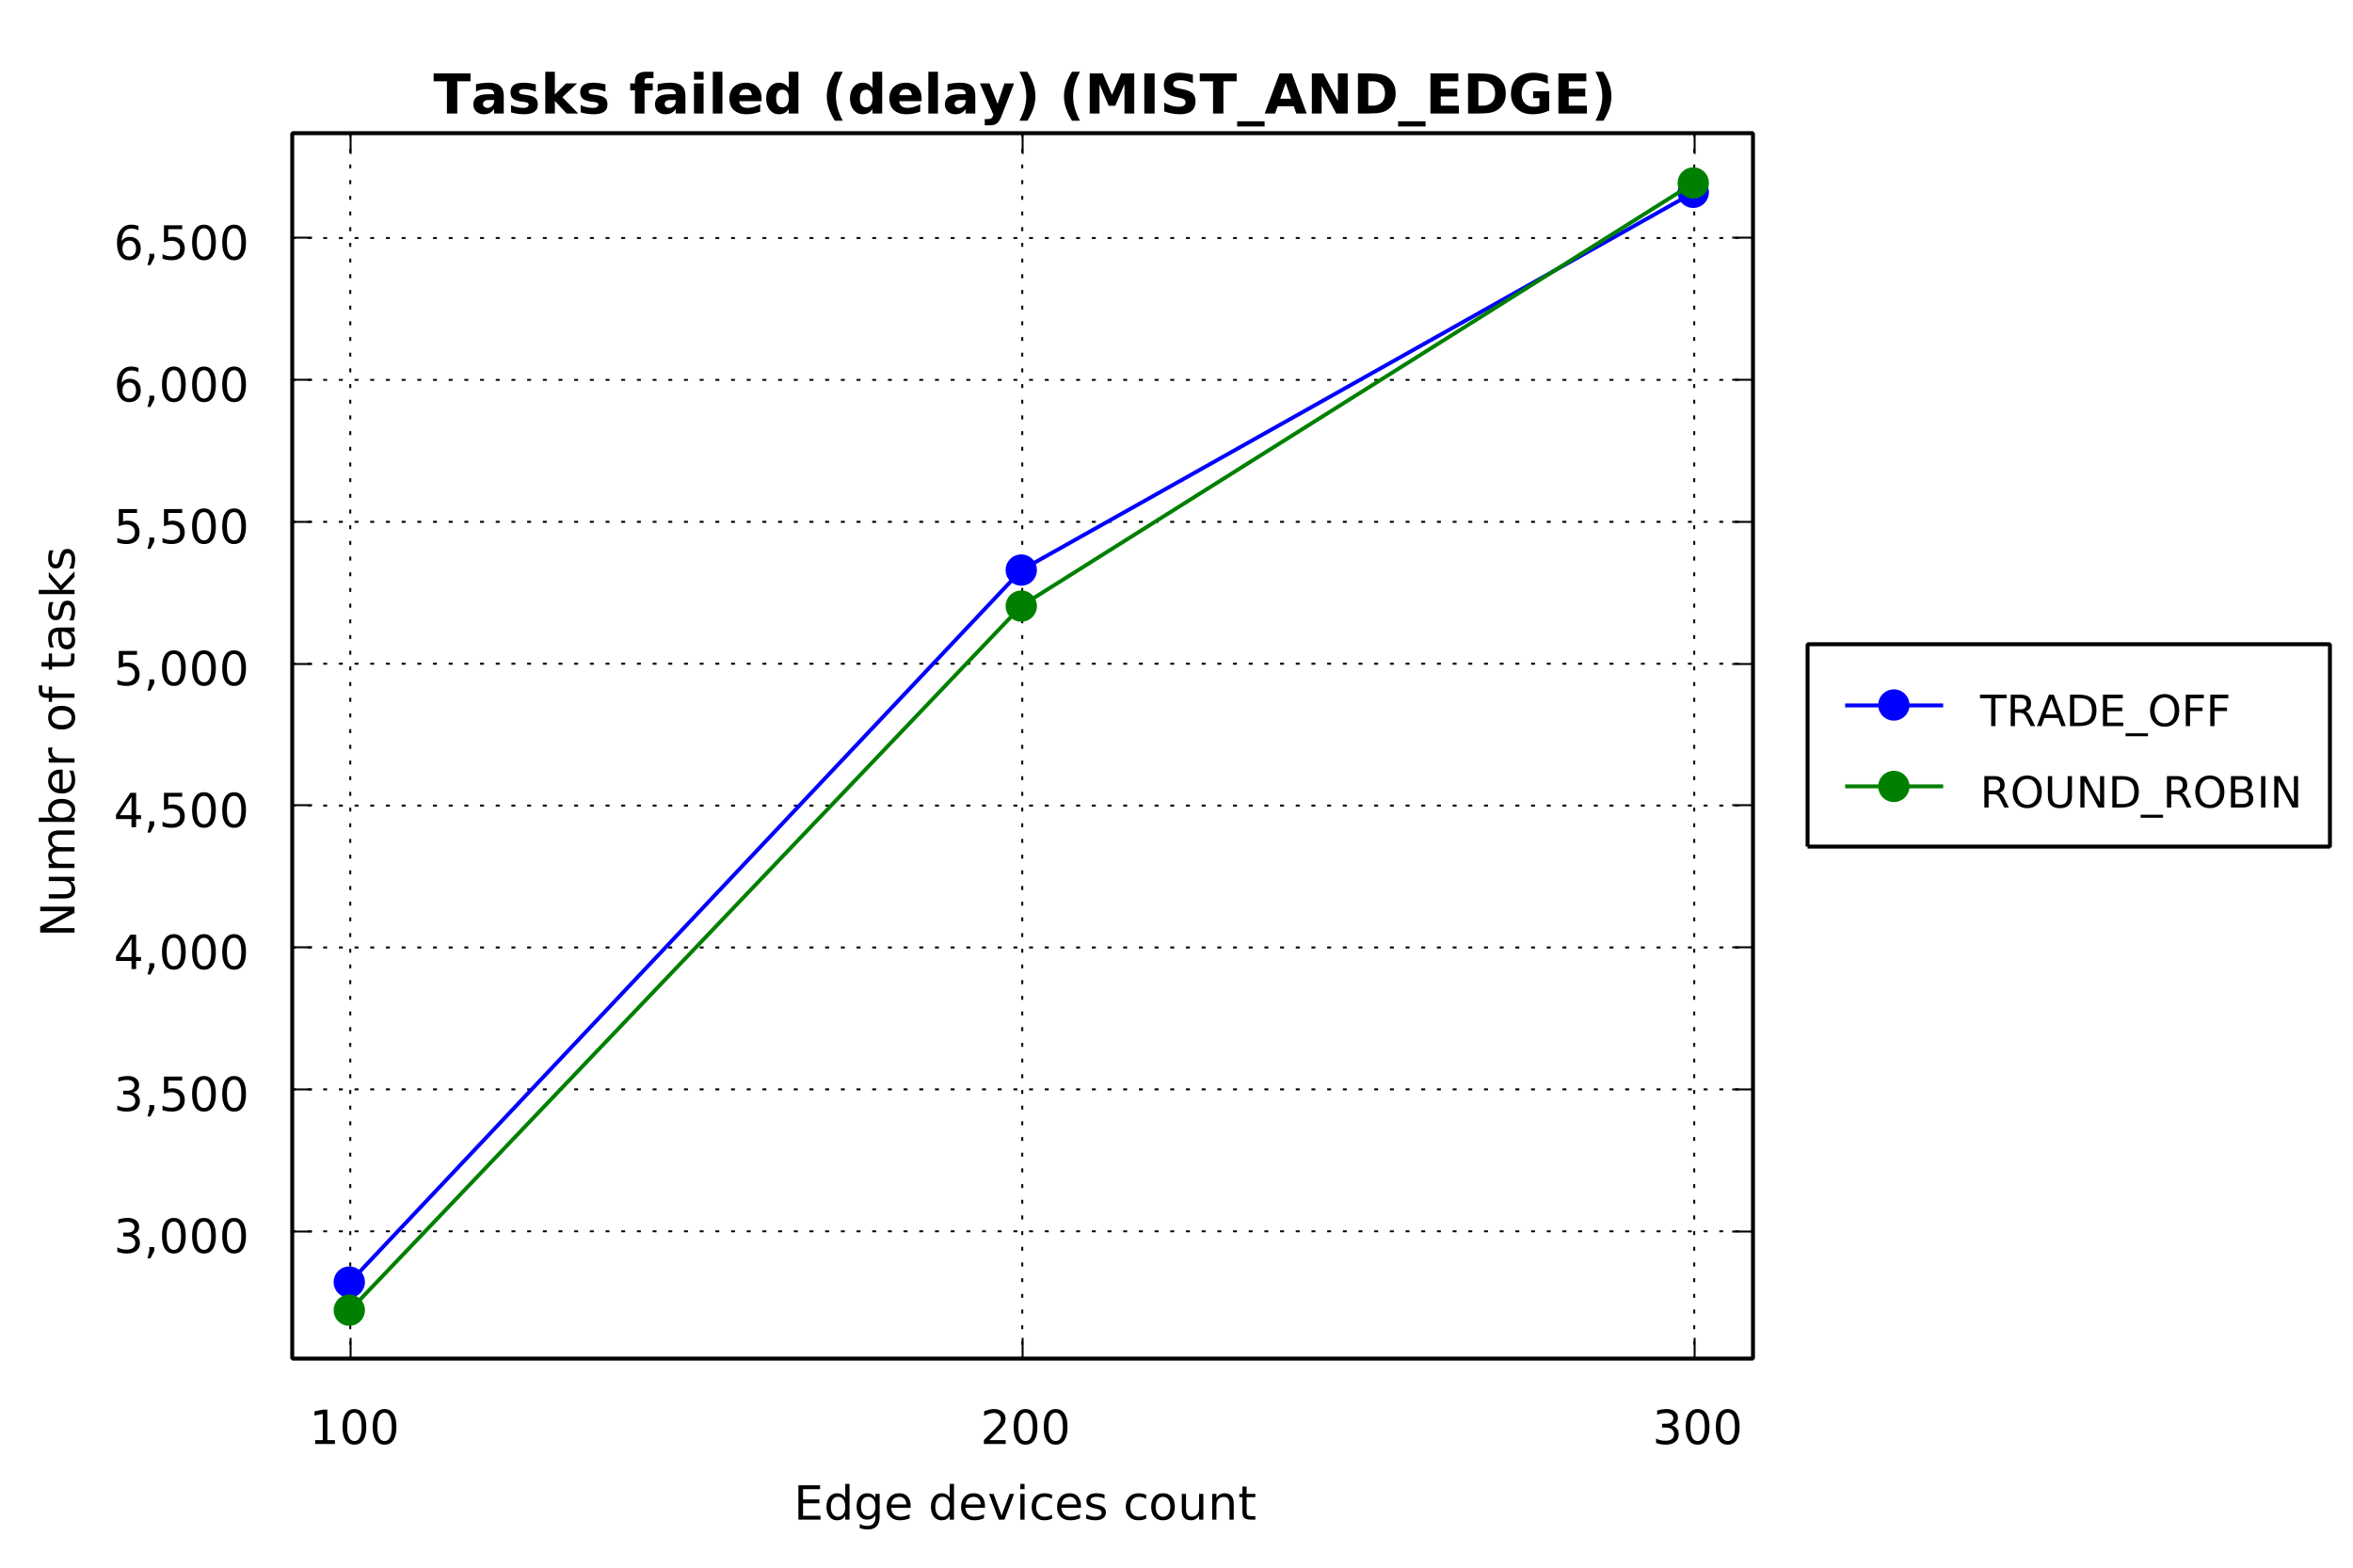 Tasks failed (delay) (MIST_AND_EDGE)
Number of tasks
6,500
6,000
5,500
5,000
4,500
4,000
3,500
3,000
100 200 300
Edge devices count
TRADE_OFF
ROUND_ROBIN